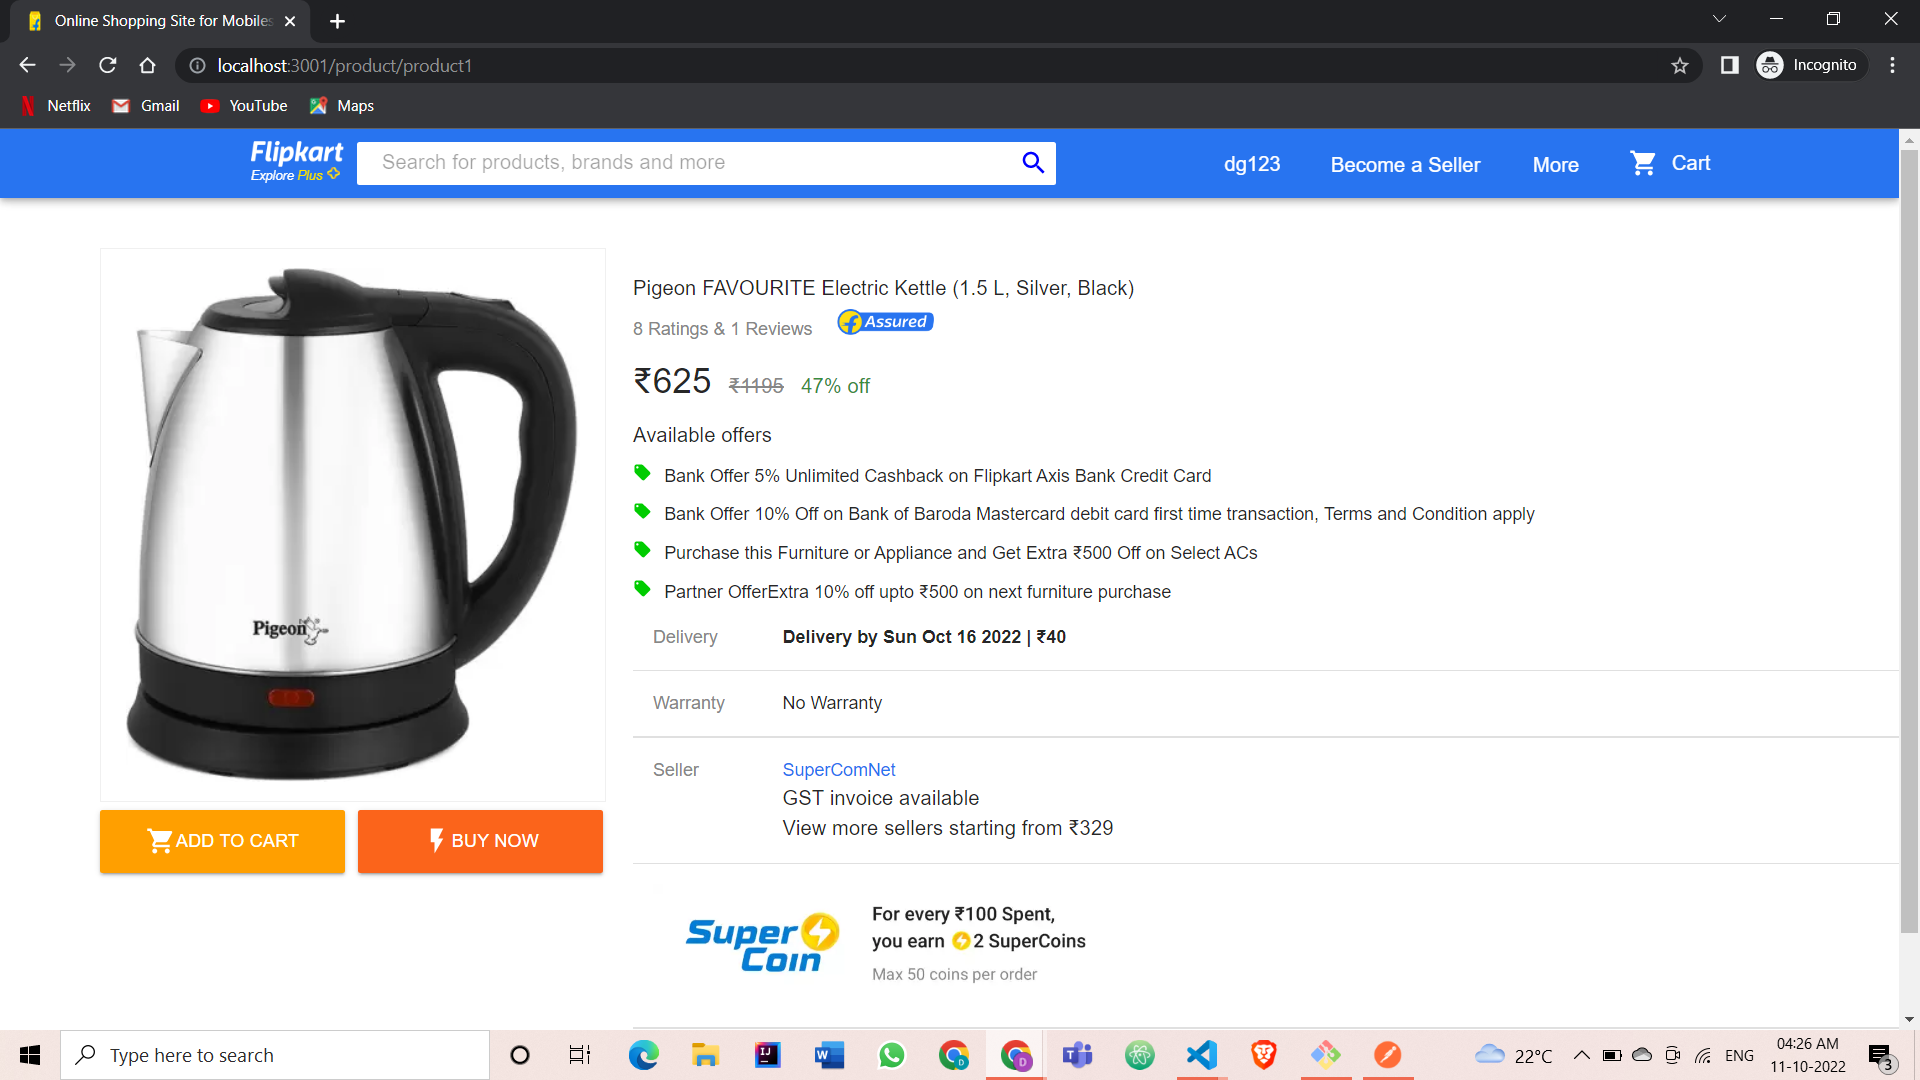 Online Shopping Site for Mobiles
localhost:3001/product/product1
Incognito
Netflix Gmail YouTube Maps
Flipkart
Explore Plus
Search for products, brands and more
dg123 Become a Seller More Cart
Pigeon FAVOURITE Electric Kettle (1.5 L, Silver, Black)
8 Ratings & 1 Reviews Assured
₹625 ₹1195 47% off
Available offers
Bank Offer 5% Unlimited Cashback on Flipkart Axis Bank Credit Card
Bank Offer 10% Off on Bank of Baroda Mastercard debit card first time transaction, Terms and Condition apply
Purchase this Furniture or Appliance and Get Extra ₹500 Off on Select ACs
Partner OfferExtra 10% off upto ₹500 on next furniture purchase
Pigeon
Delivery Delivery by Sun Oct 16 2022 | ₹40
Warranty No Warranty
Seller SuperComNet
GST invoice available
View more sellers starting from ₹329
ADD TO CART BUY NOW
Super Coin
For every ₹100 Spent,
you earn 2 SuperCoins
Max 50 coins per order
Type here to search
22°C
ENG
04:26 AM
11-10-2022
3